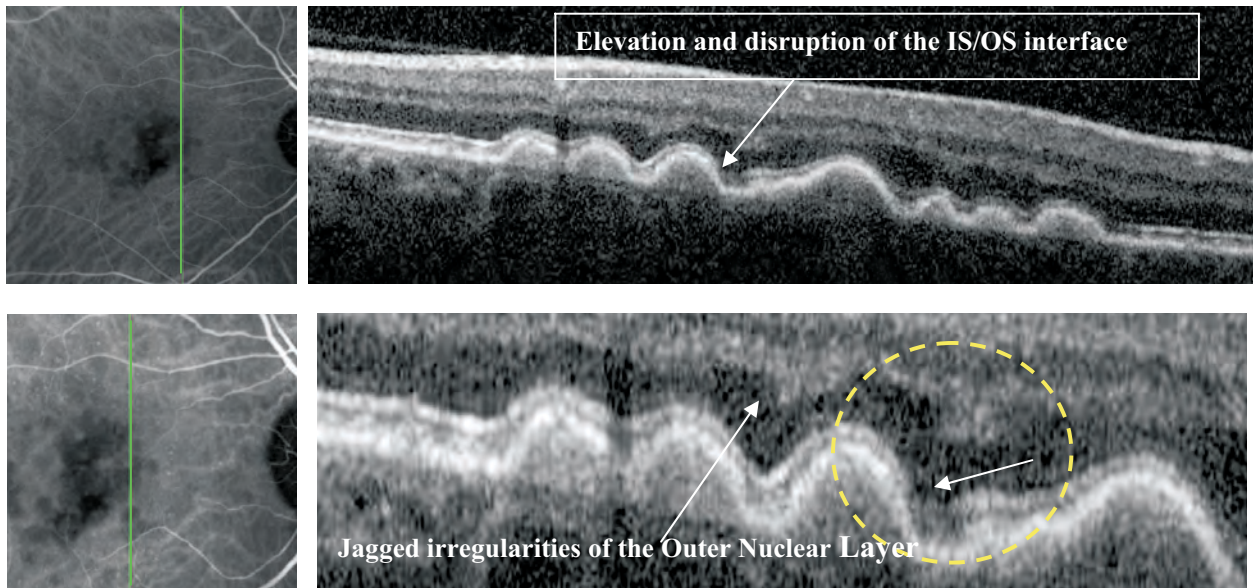 Elevation and disruption of the IS/OS interface
Jagged irregularities of the Outer Nuclear Layer